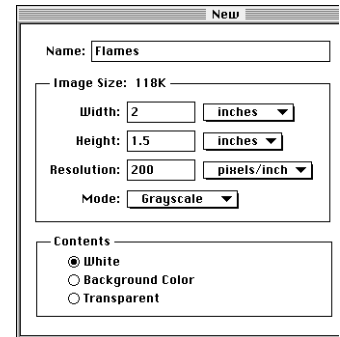 New
Name: Flames
Image Size: 118K
Width: 2 inches
Height: 1.5 inches
Resolution: 200 pixels/inch
Mode: Grayscale
Contents
White
Background Color
Transparent